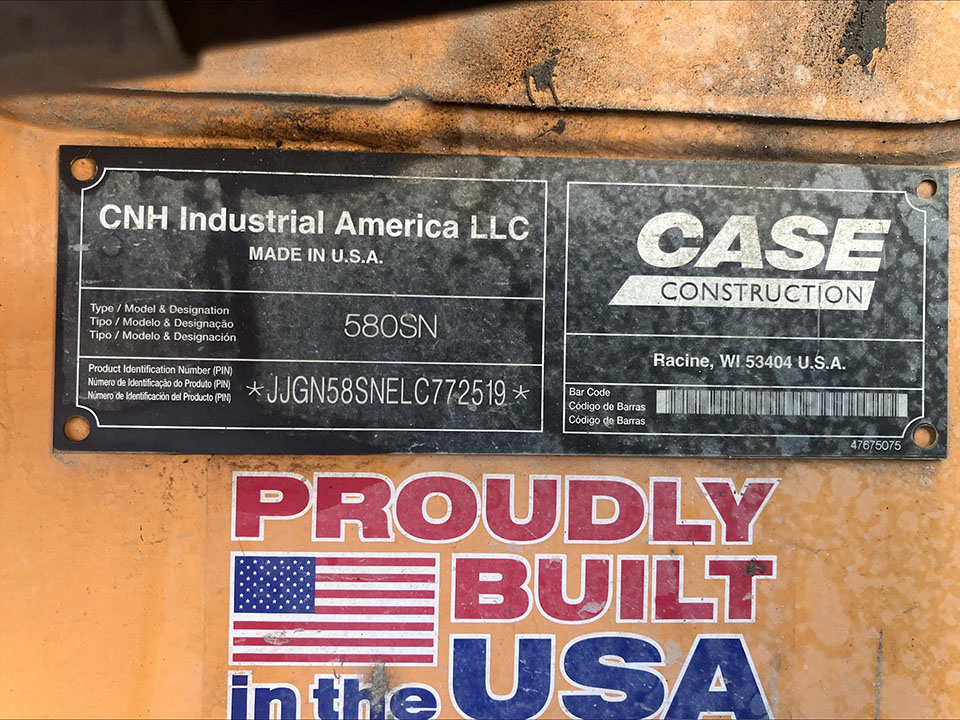 CNH Industrial America LLC
MADE IN U.S.A.
Type / Model & Designation
Tipo / Modelo & Designação
Tipo / Modelo & Designación
580SN
Product Identification Number (PIN)
Número de Identificação do Produto (PIN)
Número de Identificación del Producto (PIN)
*JJGN58SNELC772519*
CASE
CONSTRUCTION
Racine, WI 53404 U.S.A.
Bar Code
Código de Barras
Código de Barras
47675075
PROUDLY
BUILT
in the USA